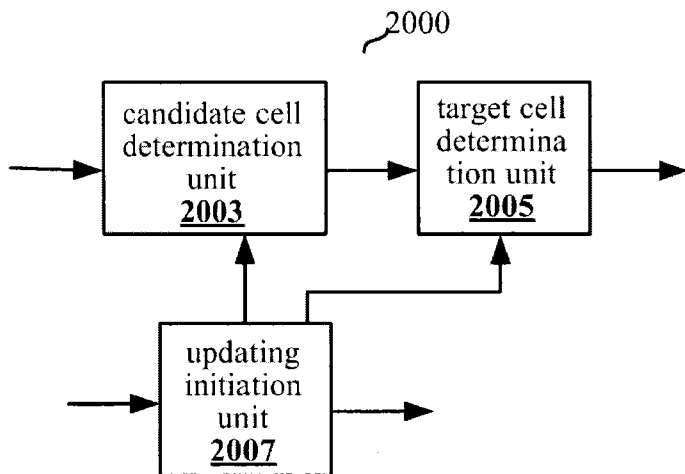 2000
candidate cell
determination
unit
2003
target cell
determina
tion unit
2005
updating
initiation
unit
2007